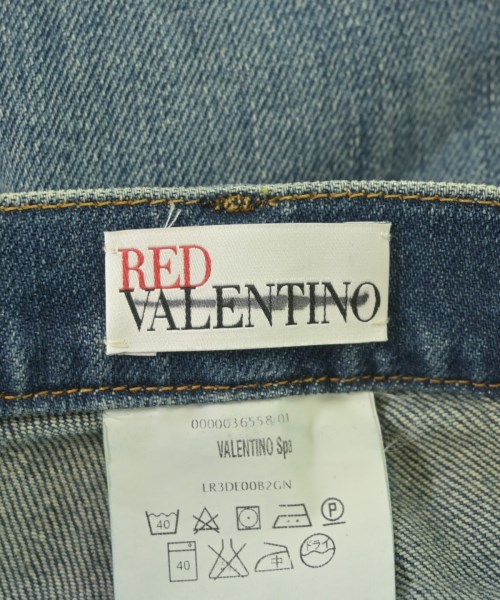 RED
VALENTINO
0000036558 01
VALENTINO Spa
LR3DE00B2GN
40 P
40 ドライ